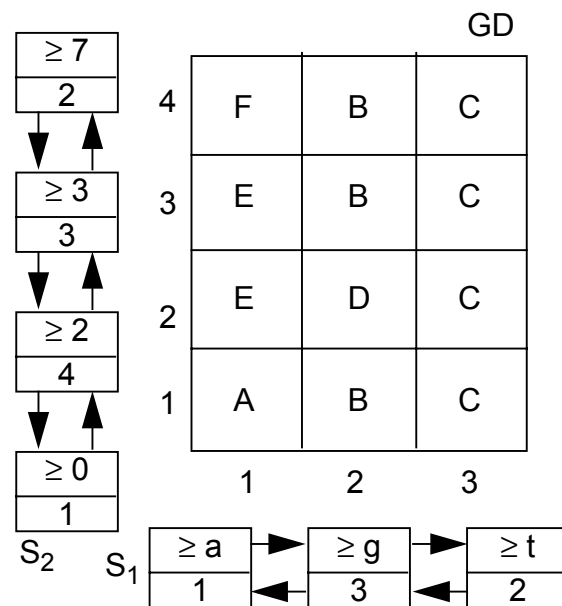 GD
≥ 7
2
≥ 3
3
≥ 2
4
≥ 0
1
S2
4 F B C
3 E B C
2 E D C
1 A B C
1 2 3
S1
≥ a ≥ g ≥ t
1 3 2